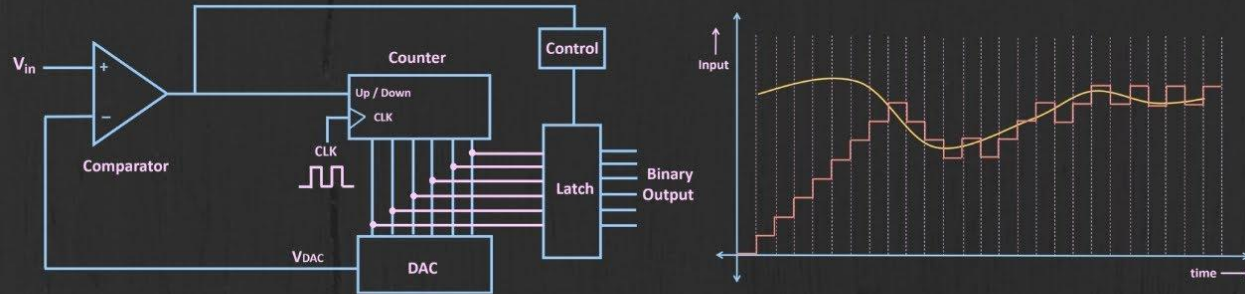 Vin
+
−
Comparator
Counter
Up / Down
CLK
CLK
Control
Latch
Binary
Output
VDAC
DAC
Input
time